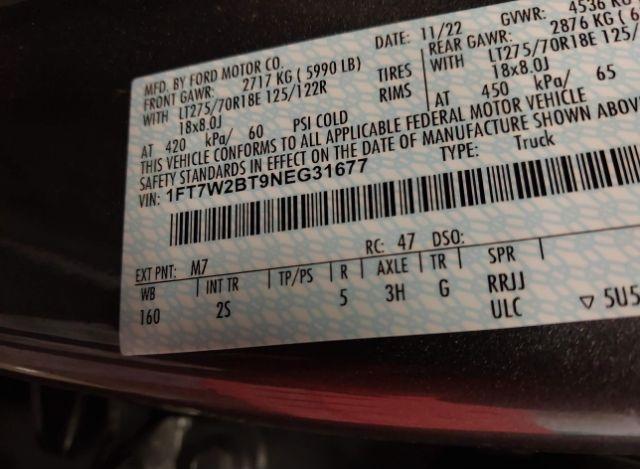 MFD. BY FORD MOTOR CO.
DATE: 11/22 GVWR: 4536
FRONT GAWR: 2717 KG ( 5990 LB)
REAR GAWR: 2876 KG (
WITH LT275/70R18E 125/122R TIRES
WITH LT275/70R18E 125/
18x8.0J RIMS 18x8.0J
AT 420 kPa/ 60 PSI COLD
AT 450 kPa/ 65
THIS VEHICLE CONFORMS TO ALL APPLICABLE FEDERAL MOTOR VEHICLE
SAFETY STANDARDS IN EFFECT ON THE DATE OF MANUFACTURE SHOWN ABOVE
VIN: 1FT7W2BT9NEG31677 TYPE: Truck
EXT PNT: M7 RC: 47 DSO:
WB INT TR TP/PS R AXLE TR SPR
160 2S 5 3H G RRJJ
ULC ▽ 5U5